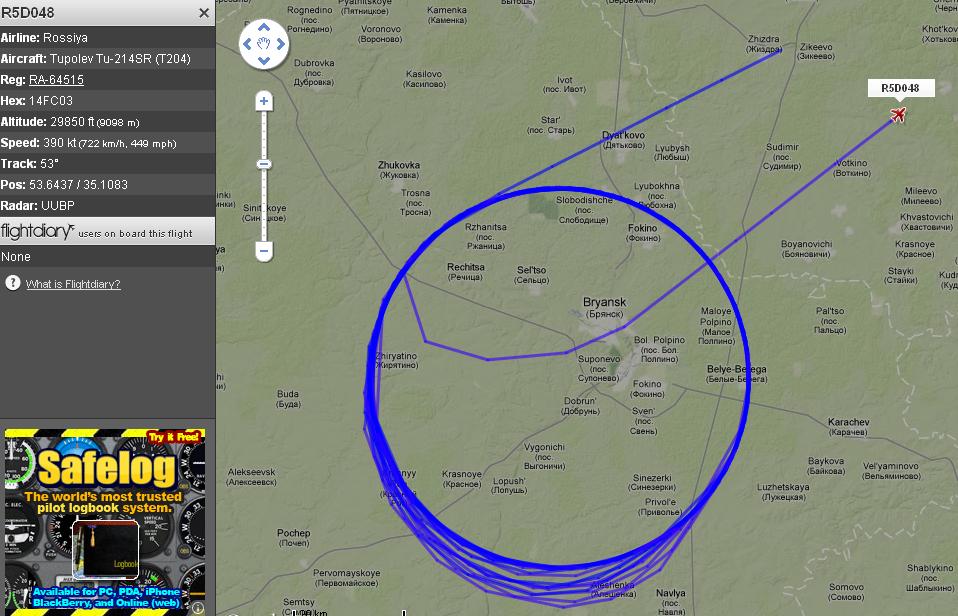 R5D048
Airline: Rossiya
Aircraft: Tupolev Tu-214SR (T204)
Reg: RA-64515
Hex: 14FC03
Altitude: 29850 ft (9098 m)
Speed: 390 kt (722 km/h, 449 mph)
Track: 53°
Pos: 53.6437 / 35.1083
Radar: UUBP
flightdiary users on board this flight
None
What is Flightdiary?
Try it Free!
Safelog
The world's most trusted
pilot logbook system.
Logbook
Available for PC, PDA, iPhone
BlackBerry, and Online (web)
Rognedino
(пос.
Рогнедино)
Pyatnitskoye
(Пятницкое)
Voronovo
(Вороново)
Kamenka
(Каменка)
Бытошь)
Zhizdra
(Жиздра)
Zikeevo
(Зикеево)
Khot'kovo
(Хотьково)
Dubrovka
(пос.
Дубровка)
Kasilovo
(Касилово)
Ivot
(пос. Ивот)
R5D048
Star'
(пос. Старь)
Dyat'kovo
(Дятьково)
Lyubysh
(Любыш)
Sudimir
(пос.
Судимир)
Votkino
(Воткино)
Zhukovka
(Жуковка)
Trosna
(пос.
Тросна)
Slobodishche
(пос.
Слободище)
Lyubokhna
Fokino
(Фокино)
Mileevo
(Милеево)
Khvastovichi
(Хвастовичи)
Rzhanitsa
(пос.
Ржаница)
Boyanovichi
(Бояновичи)
Krasnoye
(Красное)
Rechitsa
(Речица)
Sel'tso
(Сельцо)
Stayki
(Стайки)
Bryansk
(Брянск)
Maloye
Polpino
(Малое
Полпино)
Pal'tso
(пос.
Пальцо)
Bol. Polpino
(пос. Бол.
Полпино)
Zhiryatino
(Жирятино)
Suponevo
(пос.
Супонево)
Belye-Berega
(Белые-Берега)
Fokino
(Фокино)
Buda
(Буда)
Dobrun'
(Добрунь)
Sven'
(пос.
Свень)
Karachev
(Карачев)
Vygonichi
(пос.
Выгоничи)
Alekseevsk
(Алексеевск)
Krasnoye
(Красное)
Lopush'
(Лопушь)
Sinezerki
(Синезерки)
Baykova
(Байкова)
Vel'yaminovo
(Вельяминово)
Luzhetskaya
(Лужецкая)
Privol'e
(Приволье)
Pochep
(Почеп)
Pervomayskoye
(Первомайское)
Aleshenka
(Алешенка)
Navlya
(пос.
Навля)
Somovo
(Сомово)
Shablykino
(пос.
Шаблыкино)
Semtsy